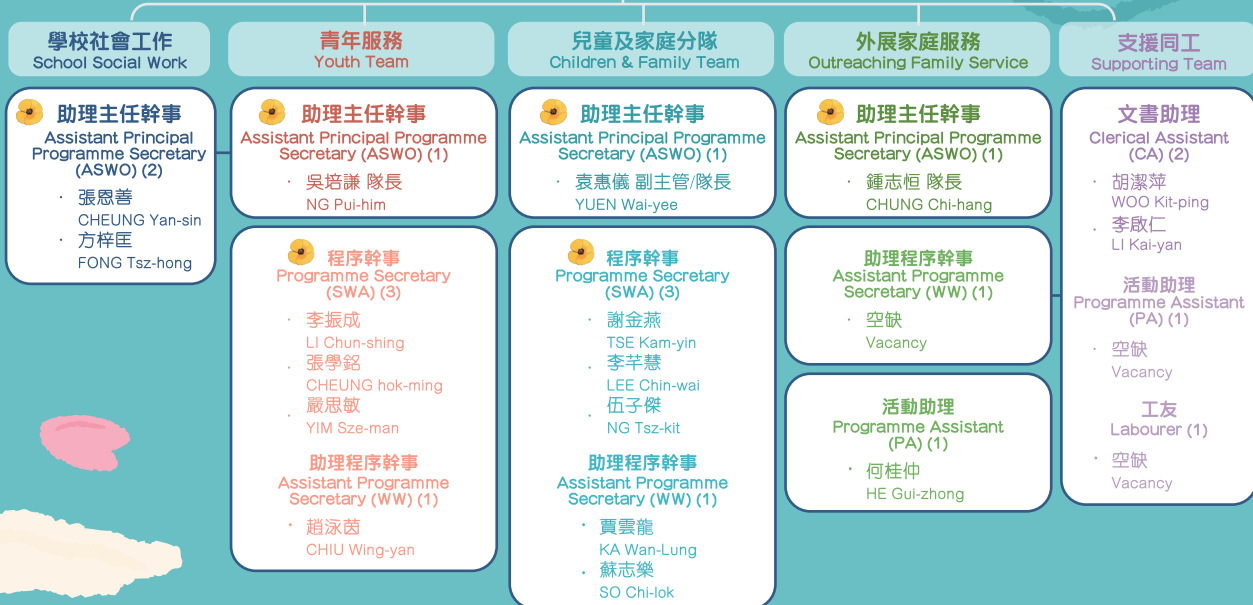 學校社會工作
School Social Work
助理主任幹事
Assistant Principal
Programme Secretary
(ASWO) (2)
· 張恩善
CHEUNG Yan-sin
· 方梓匡
FONG Tsz-hong
青年服務
Youth Team
助理主任幹事
Assistant Principal Programme
Secretary (ASWO) (1)
· 吳培謙 隊長
NG Pui-him
程序幹事
Programme Secretary
(SWA) (3)
· 李振成
LI Chun-shing
· 張學銘
CHEUNG hok-ming
· 嚴思敏
YIM Sze-man
助理程序幹事
Assistant Programme
Secretary (WW) (1)
· 趙泳茵
CHIU Wing-yan
兒童及家庭分隊
Children & Family Team
助理主任幹事
Assistant Principal Programme
Secretary (ASWO) (1)
· 袁惠儀 副主管/隊長
YUEN Wai-yee
程序幹事
Programme Secretary
(SWA) (3)
· 謝金燕
TSE Kam-yin
· 李芊慧
LEE Chin-wai
· 伍子傑
NG Tsz-kit
助理程序幹事
Assistant Programme
Secretary (WW) (1)
· 賈雲龍
KA Wan-Lung
· 蘇志樂
SO Chi-lok
外展家庭服務
Outreaching Family Service
助理主任幹事
Assistant Principal Programme
Secretary (ASWO) (1)
· 鍾志恒 隊長
CHUNG Chi-hang
助理程序幹事
Assistant Programme
Secretary (WW) (1)
· 空缺
Vacancy
活動助理
Programme Assistant
(PA) (1)
· 何桂仲
HE Gui-zhong
支援同工
Supporting Team
文書助理
Clerical Assistant
(CA) (2)
· 胡潔萍
WOO Kit-ping
· 李啟仁
LI Kai-yan
活動助理
Programme Assistant
(PA) (1)
· 空缺
Vacancy
工友
Labourer (1)
· 空缺
Vacancy